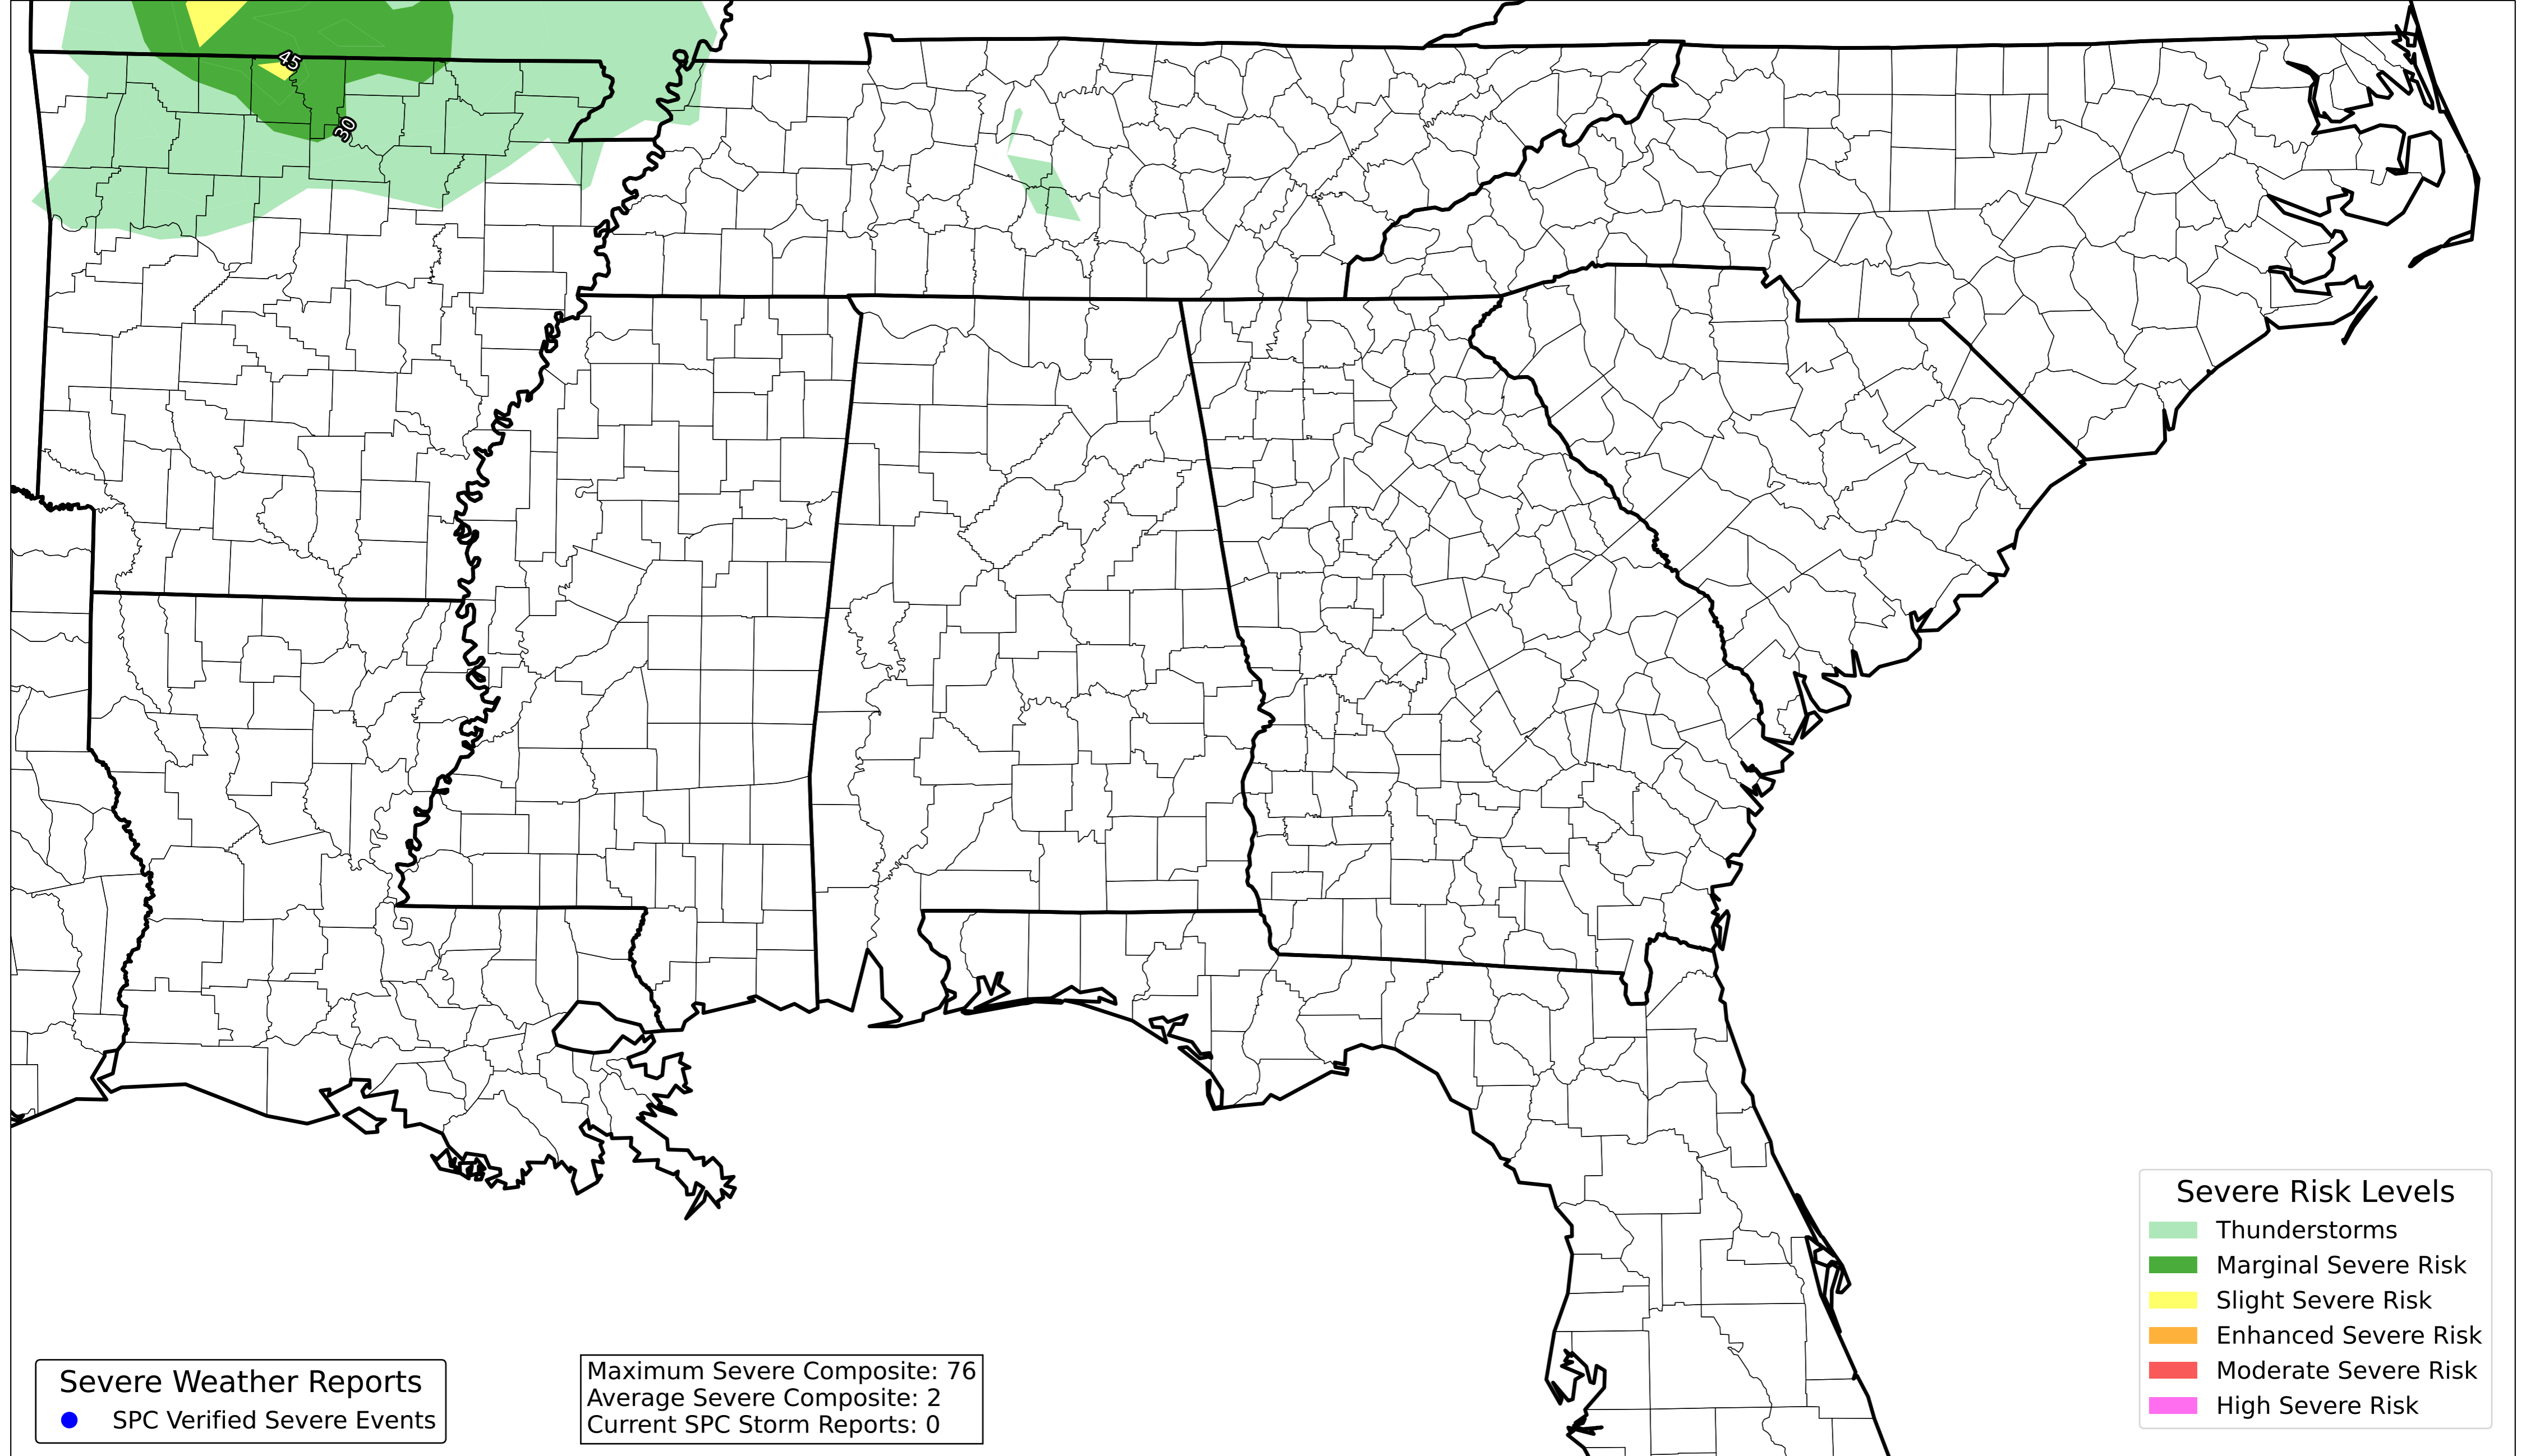 45
30
Severe Risk Levels
Thunderstorms
Marginal Severe Risk
Slight Severe Risk
Enhanced Severe Risk
Moderate Severe Risk
High Severe Risk
Severe Weather Reports
SPC Verified Severe Events
Maximum Severe Composite: 76
Average Severe Composite: 2
Current SPC Storm Reports: 0